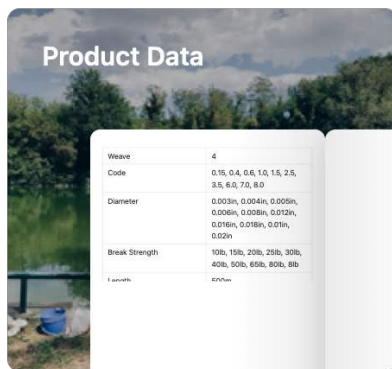 Product Data
Weave 4
Code 0.15, 0.4, 0.6, 1.0, 1.5, 2.5,
3.5, 6.0, 7.0, 8.0
Diameter 0.003in, 0.004in, 0.005in,
0.006in, 0.008in, 0.012in,
0.016in, 0.018in, 0.01in,
0.02in
Break Strength 10lb, 15lb, 20lb, 25lb, 30lb,
40lb, 50lb, 65lb, 80lb, 8lb
Length 500m